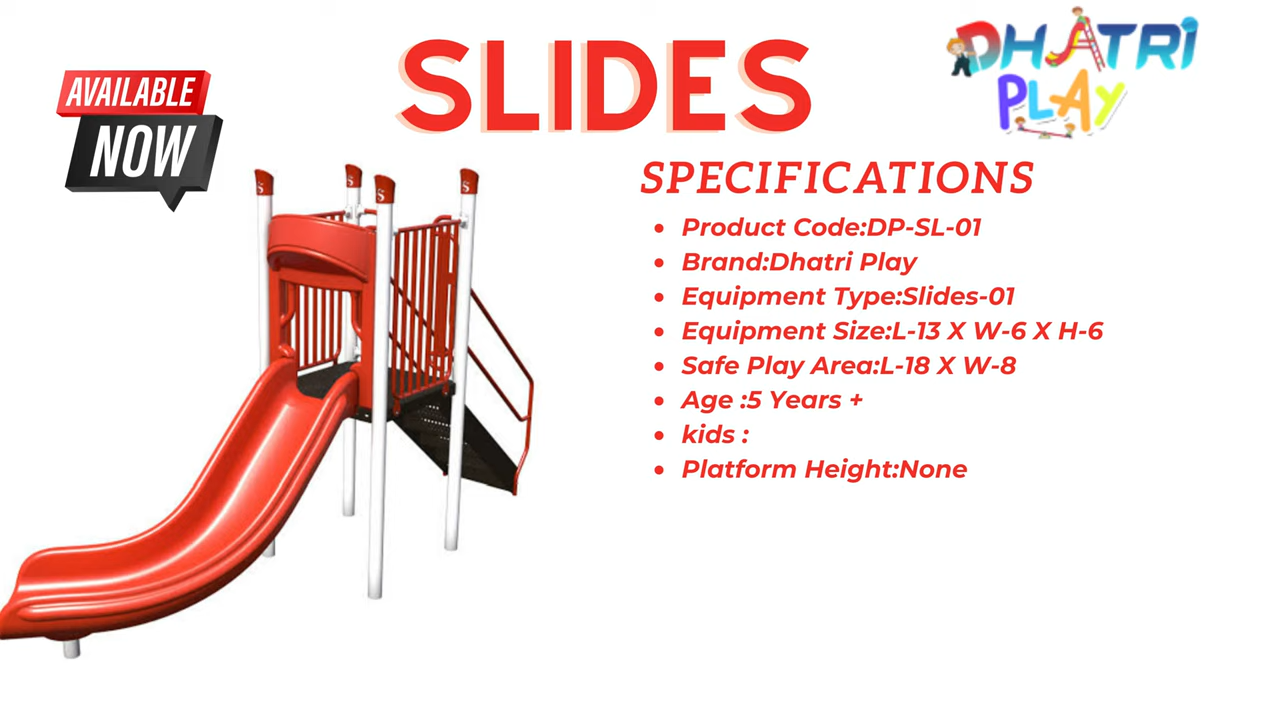 SLIDES
DHATRI
PLAY
AVAILABLE
NOW
SPECIFICATIONS
• Product Code:DP-SL-01
• Brand:Dhatri Play
• Equipment Type:Slides-01
• Equipment Size:L-13 X W-6 X H-6
• Safe Play Area:L-18 X W-8
• Age :5 Years +
• kids :
• Platform Height:None
S
S
S
S